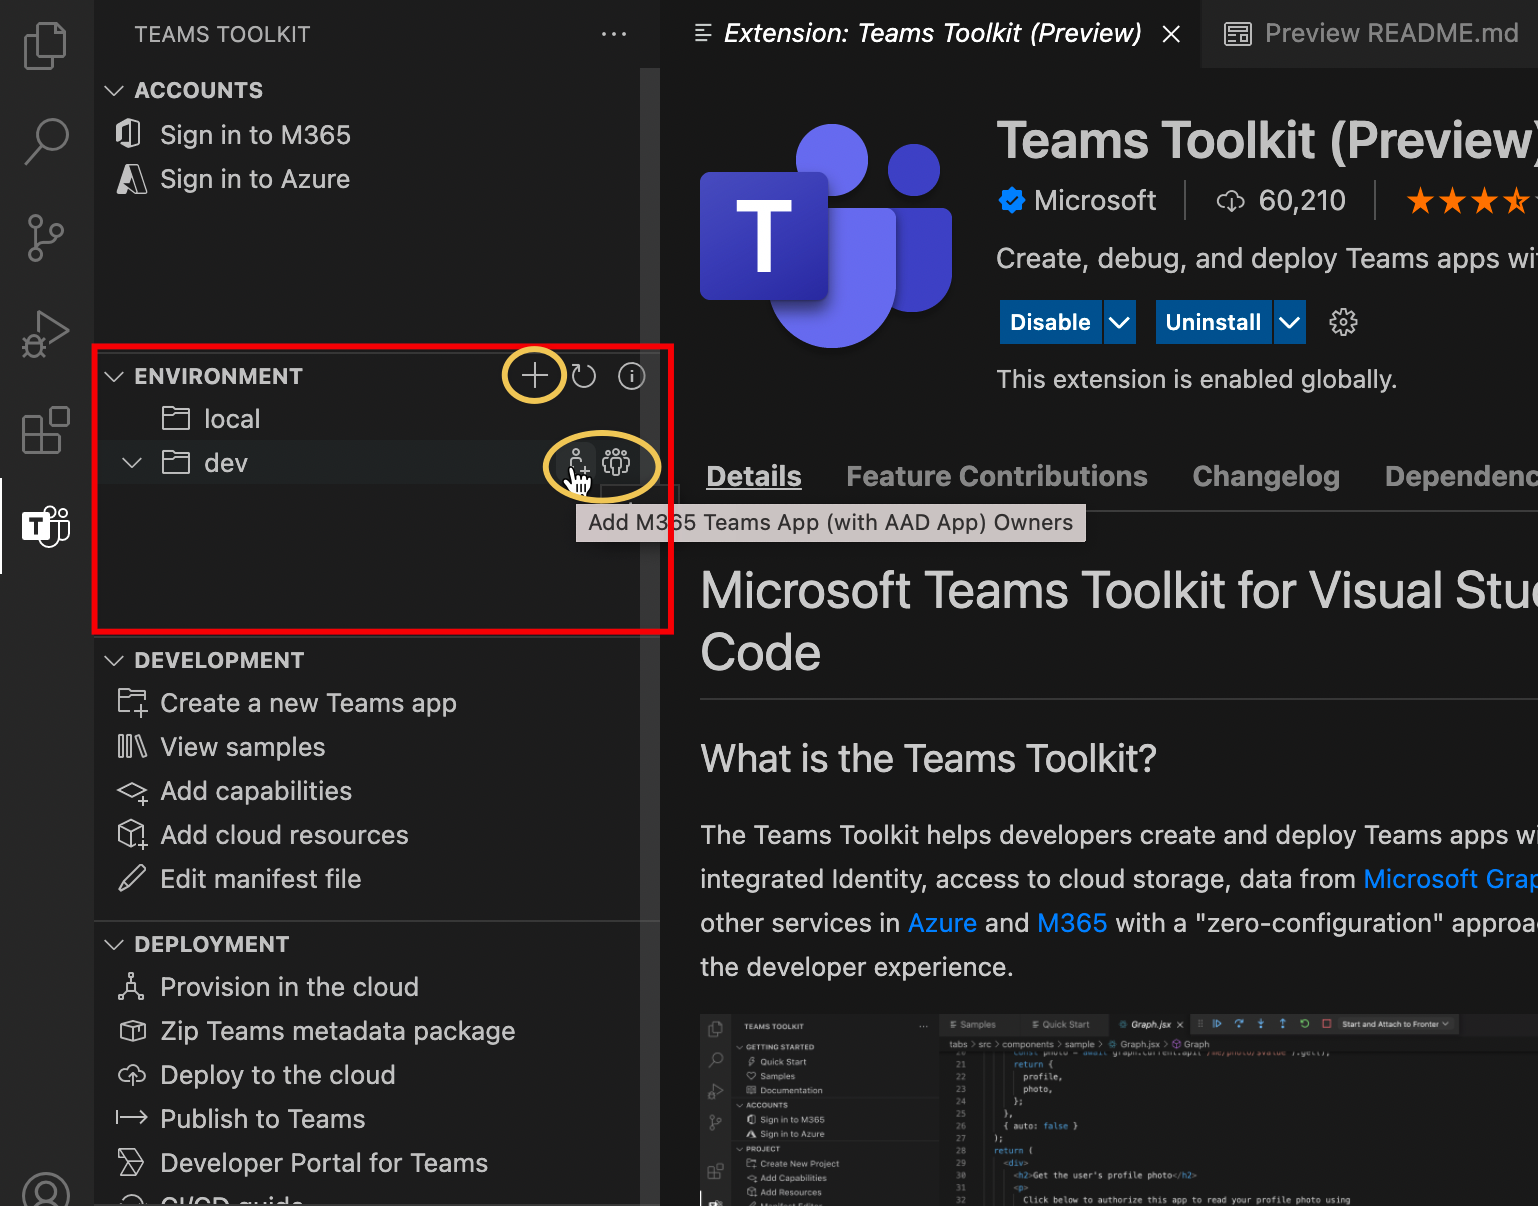 TEAMS TOOLKIT
ACCOUNTS
Sign in to M365
Sign in to Azure
ENVIRONMENT
local
dev
Add M365 Teams App (with AAD App) Owners
DEVELOPMENT
Create a new Teams app
View samples
Add capabilities
Add cloud resources
Edit manifest file
DEPLOYMENT
Provision in the cloud
Zip Teams metadata package
Deploy to the cloud
Publish to Teams
Developer Portal for Teams
CI/CD guide
Extension: Teams Toolkit (Preview)
Preview README.md
T
Teams Toolkit (Preview)
Microsoft
60,210
Create, debug, and deploy Teams apps wi
Disable
Uninstall
This extension is enabled globally.
Details Feature Contributions Changelog Dependenc
Microsoft Teams Toolkit for Visual Stu
Code
What is the Teams Toolkit?
The Teams Toolkit helps developers create and deploy Teams apps wi
integrated Identity, access to cloud storage, data from Microsoft Grap
other services in Azure and M365 with a "zero-configuration" approa
the developer experience.
TEAMS TOOLKIT
GETTING STARTED
Quick Start
Samples
Documentation
ACCOUNTS
Sign in to M365
Sign in to Azure
PROJECT
Create New Project
Add Capabilities
Add Resources
Samples
Quick Start
Graph.jsx
Start and Attach to Fronter
tabs > src > components > sample > Graph.jsx > Graph
21 return {
22 profile,
23 photo,
24 };
25 },
26 { auto: false }
27 );
28 return (
29 <div>
30 <h2>Get the user's profile photo</h2>
31 <p>
32 Click below to authorize this app to read your profile photo using